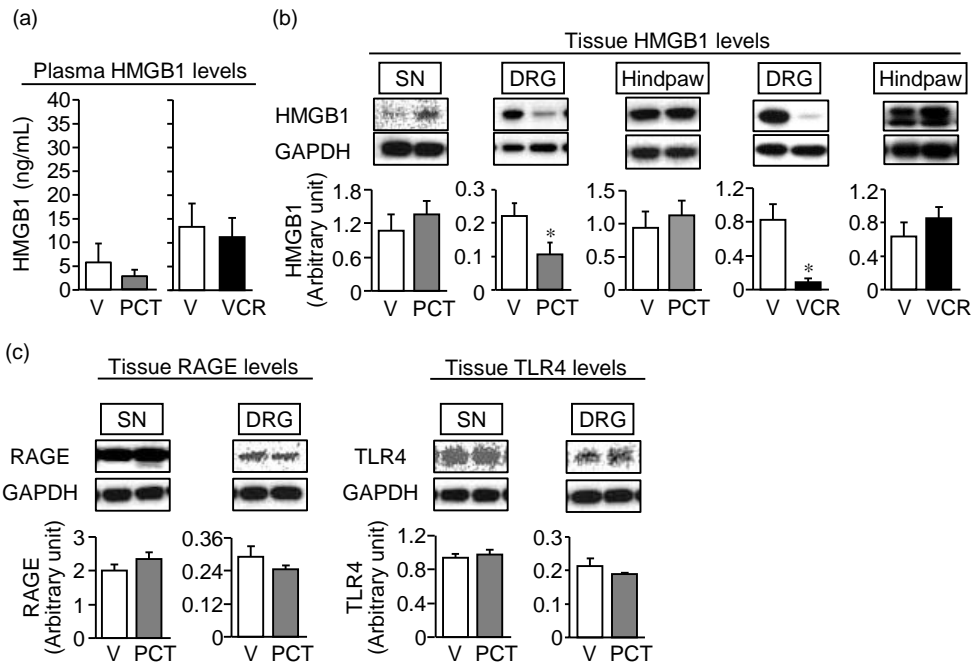 (a)
Plasma HMGB1 levels
HMGB1 (ng/mL)
40
35
30
25
20
15
10
5
0
V PCT V VCR
(b)
Tissue HMGB1 levels
SN DRG Hindpaw DRG Hindpaw
HMGB1
GAPDH
HMGB1
(Arbitrary unit)
1.8
1.2
0.6
0
V PCT
0.3
0.2
0.1
0
*
V PCT
1.5
1.0
0.5
0
V PCT
1.2
0.8
0.4
0
*
V VCR
1.2
0.8
0.4
0
V VCR
(c)
Tissue RAGE levels
SN DRG
RAGE
GAPDH
RAGE
(Arbitrary unit)
3
2
1
0
V PCT
0.36
0.24
0.12
0
V PCT
Tissue TLR4 levels
SN DRG
TLR4
GAPDH
TLR4
(Arbitrary unit)
1.2
0.8
0.4
0
V PCT
0.3
0.2
0.1
0
V PCT